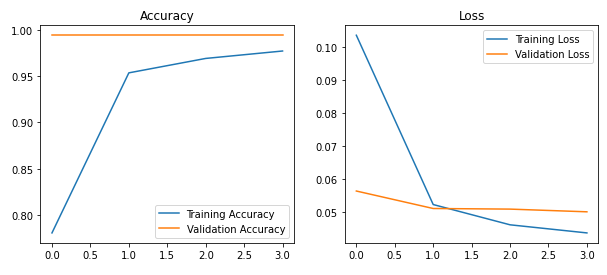 Accuracy
1.00
0.95
0.90
0.85
0.80
0.0 0.5 1.0 1.5 2.0 2.5 3.0
Training Accuracy
Validation Accuracy
Loss
0.10
0.09
0.08
0.07
0.06
0.05
0.0 0.5 1.0 1.5 2.0 2.5 3.0
Training Loss
Validation Loss